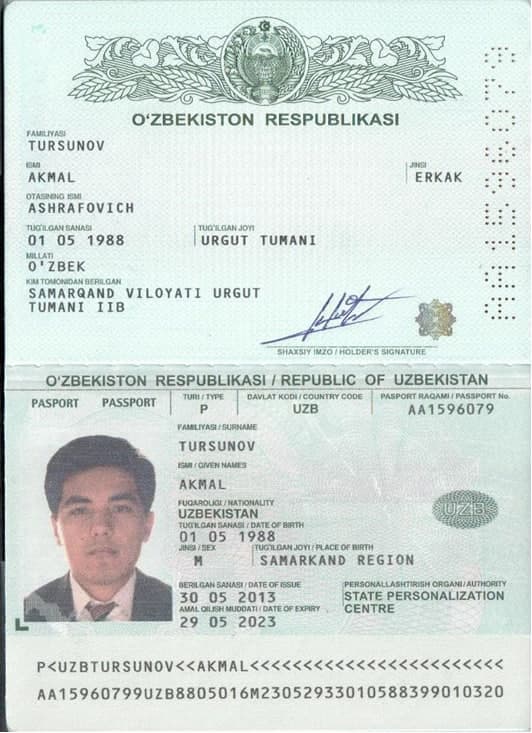 O'ZBEKISTON RESPUBLIKASI
FAMILIYASI
TURSUNOV
ISMI
AKMAL
JINSI
ERKAK
OTASINING ISMI
ASHRAFOVICH
TUG'ILGAN SANASI
01 05 1988
TUG'ILGAN JOYI
URGUT TUMANI
MILLATI
O'ZBEK
KIM TOMONIDAN BERILGAN
SAMARQAND VILOYATI URGUT
TUMANI IIB
SHAXSIY IMZO / HOLDER'S SIGNATURE
O'ZBEKISTON RESPUBLIKASI / REPUBLIC OF UZBEKISTAN
PASPORT PASSPORT
TURI / TYPE
P
DAVLAT KODI / COUNTRY CODE
UZB
PASPORT RAQAMI / PASSPORT No.
AA1596079
FAMILIYASI / SURNAME
TURSUNOV
ISMI / GIVEN NAMES
AKMAL
FUQAROLIGI / NATIONALITY
UZBEKISTAN
TUG'ILGAN SANASI / DATE OF BIRTH
01 05 1988
JINSI / SEX
M
TUG'ILGAN JOYI / PLACE OF BIRTH
SAMARKAND REGION
UZB
BERILGAN SANASI / DATE OF ISSUE
30 05 2013
PERSONALLASHTIRISH ORGANI / AUTHORITY
STATE PERSONALIZATION
CENTRE
AMAL QILISH MUDDATI / DATE OF EXPIRY
29 05 2023
P<UZBTURSUNOV<<AKMAL<<<<<<<<<<<<<<<<<<<<<<<<
AA15960799UZB8805016M23052933010588399010320